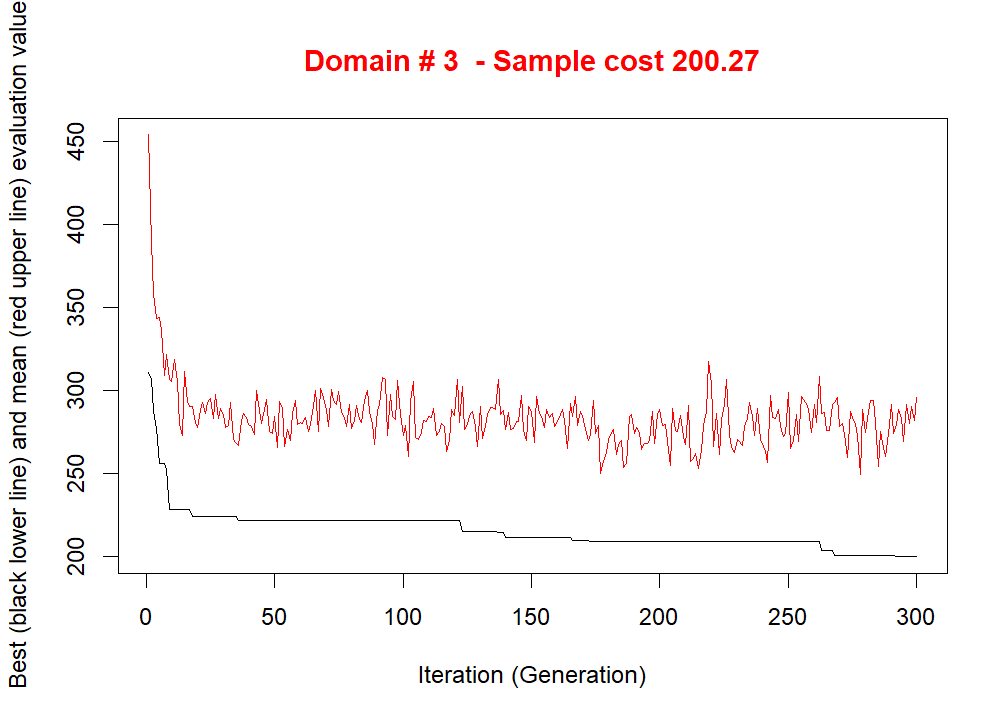 Domain # 3  - Sample cost 200.27
Best (black lower line) and mean (red upper line) evaluation value
450
400
350
300
250
200
0 50 100 150 200 250 300
Iteration (Generation)